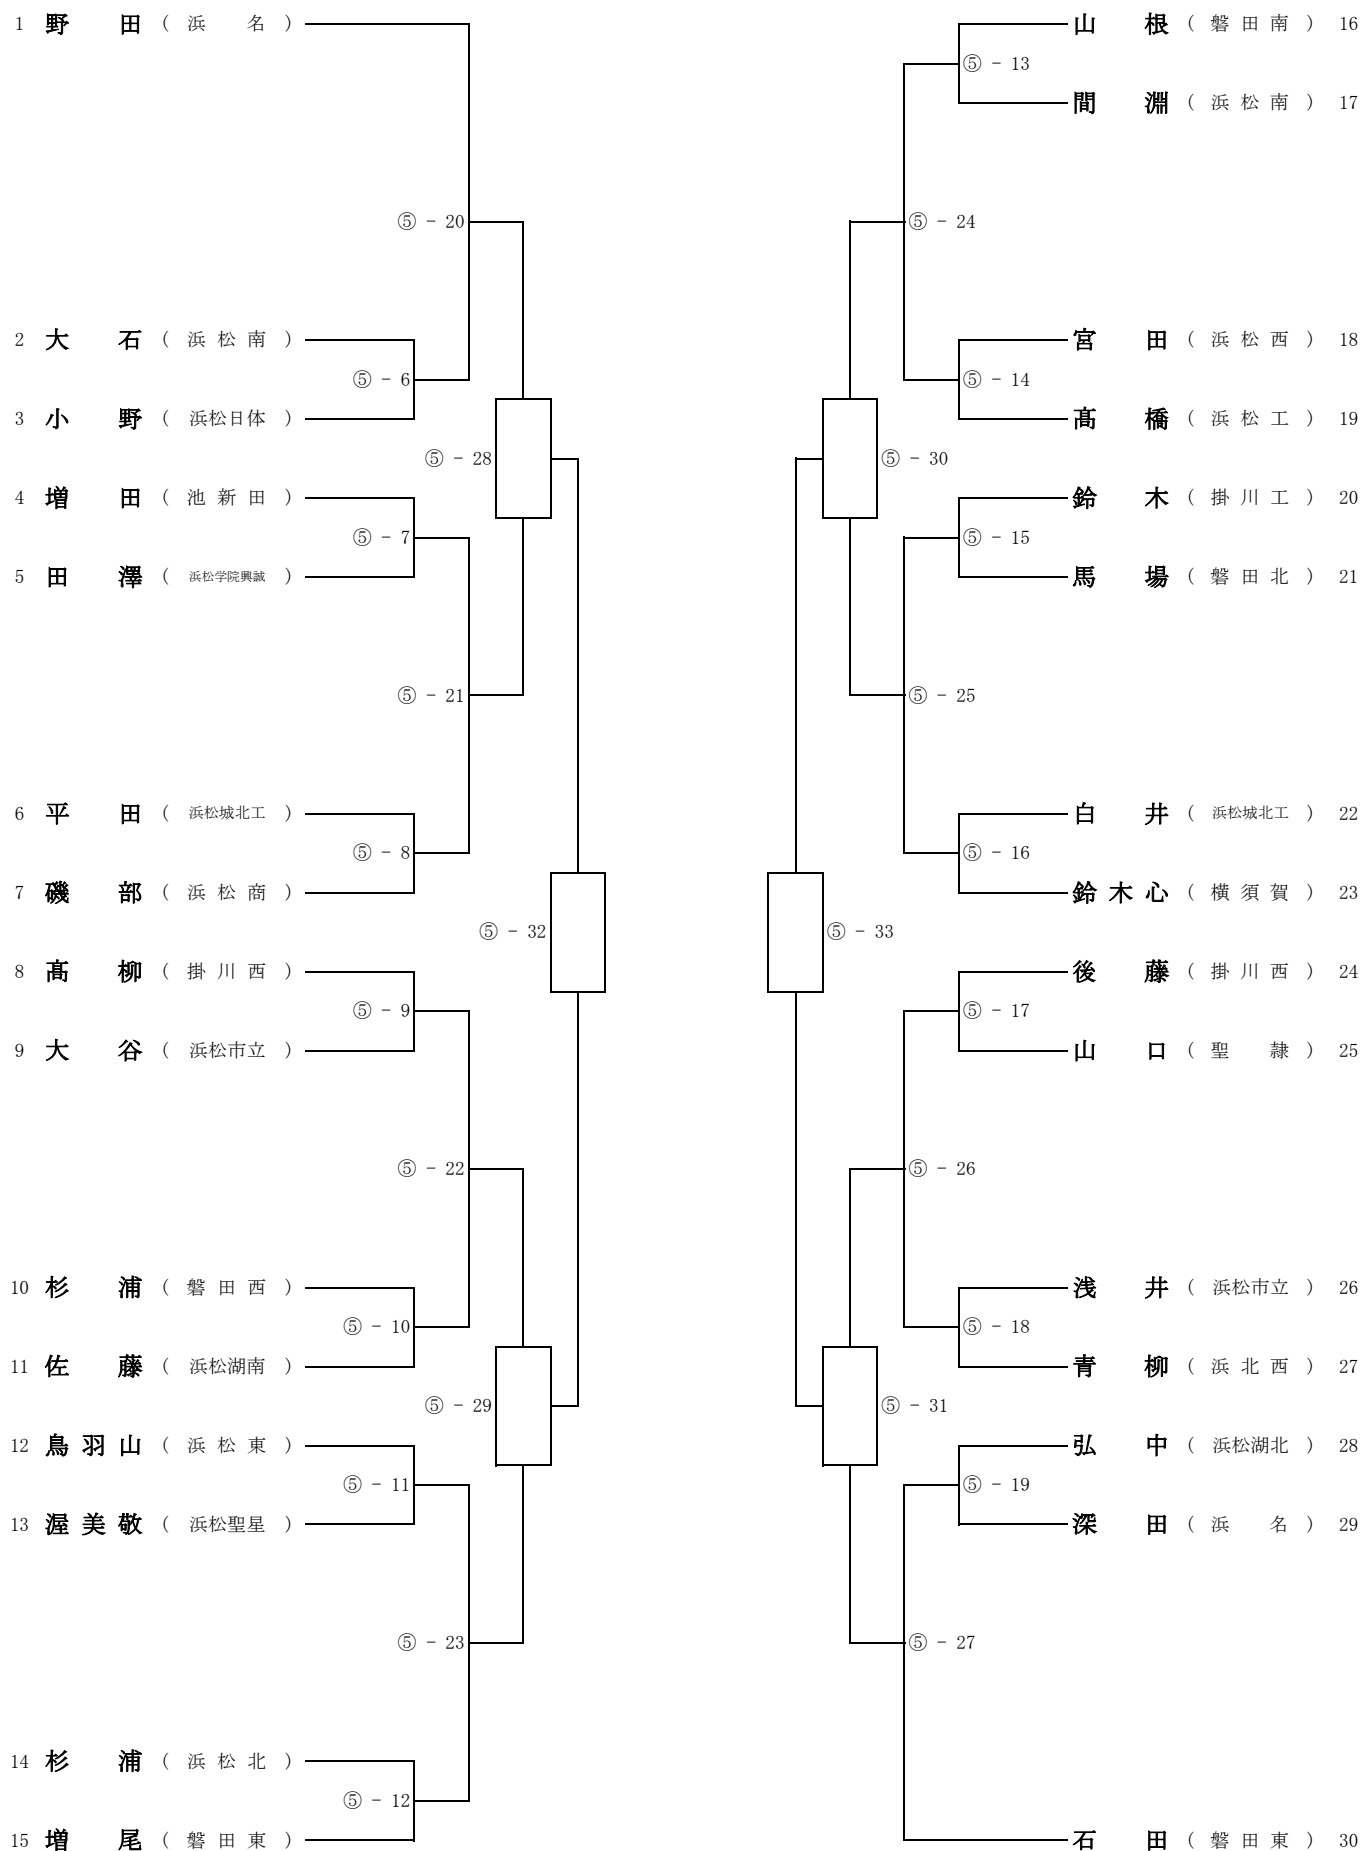 1 野 田 ( 浜 名 )
⑤ - 20
2 大 石 ( 浜 松 南 )
⑤ - 6
3 小 野 ( 浜松日体 )
⑤ - 28
4 増 田 ( 池 新 田 )
⑤ - 7
5 田 澤 ( 浜松学院興誠 )
⑤ - 21
6 平 田 ( 浜松城北工 )
⑤ - 8
7 磯 部 ( 浜 松 商 )
⑤ - 32
8 髙 柳 ( 掛 川 西 )
⑤ - 9
9 大 谷 ( 浜松市立 )
⑤ - 22
10 杉 浦 ( 磐 田 西 )
⑤ - 10
11 佐 藤 ( 浜松湖南 )
⑤ - 29
12 鳥 羽 山 ( 浜 松 東 )
⑤ - 11
13 渥 美 敬 ( 浜松聖星 )
⑤ - 23
14 杉 浦 ( 浜 松 北 )
⑤ - 12
15 増 尾 ( 磐 田 東 )
山 根 ( 磐 田 南 ) 16
⑤ - 13
間 淵 ( 浜 松 南 ) 17
⑤ - 24
宮 田 ( 浜 松 西 ) 18
⑤ - 14
髙 橋 ( 浜 松 工 ) 19
⑤ - 30
鈴 木 ( 掛 川 工 ) 20
⑤ - 15
馬 場 ( 磐 田 北 ) 21
⑤ - 25
白 井 ( 浜松城北工 ) 22
⑤ - 16
鈴 木 心 ( 横 須 賀 ) 23
⑤ - 33
後 藤 ( 掛 川 西 ) 24
⑤ - 17
山 口 ( 聖 隷 ) 25
⑤ - 26
浅 井 ( 浜松市立 ) 26
⑤ - 18
青 柳 ( 浜 北 西 ) 27
⑤ - 31
弘 中 ( 浜松湖北 ) 28
⑤ - 19
深 田 ( 浜 名 ) 29
⑤ - 27
石 田 ( 磐 田 東 ) 30